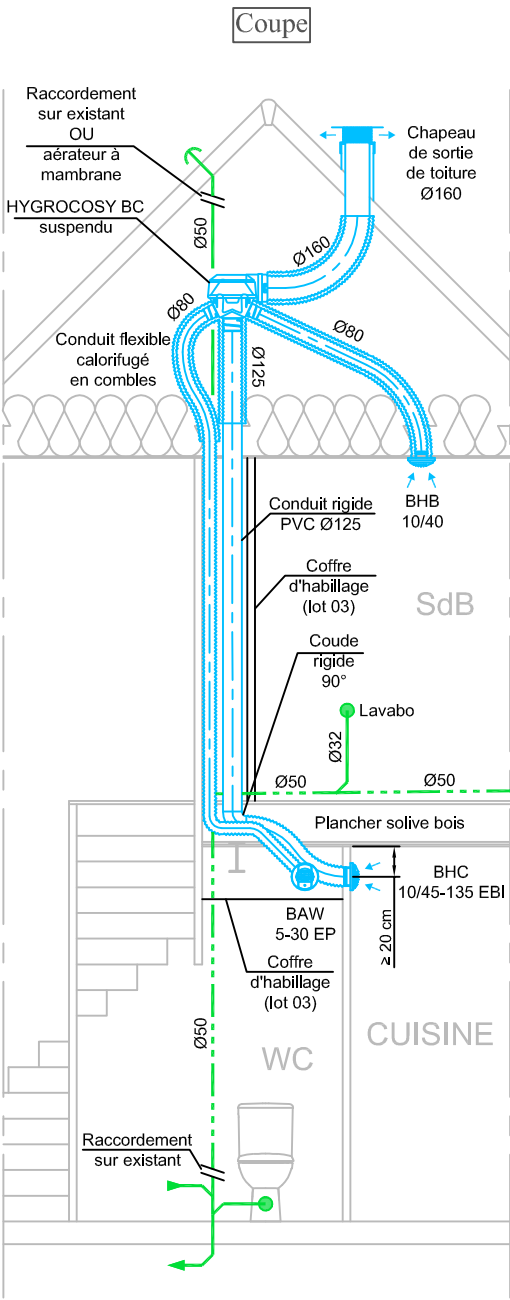 Coupe
Raccordement
sur existant
OU
aérateur à
mambrane
Chapeau
de sortie
de toiture
Ø160
HYGROCOSY BC
suspendu
Ø50
Ø160
Ø80
Ø80
Conduit flexible
calorifugé
en combles
Ø125
BHB
10/40
Conduit rigide
PVC Ø125
Coffre
d'habillage
(lot 03)
SdB
Coude
rigide
90°
Lavabo
Ø32
Ø50
Ø50
Plancher solive bois
BHC
10/45-135 EBI
≥ 20 cm
BAW
5-30 EP
Coffre
d'habillage
(lot 03)
Ø50
WC
CUISINE
Raccordement
sur existant